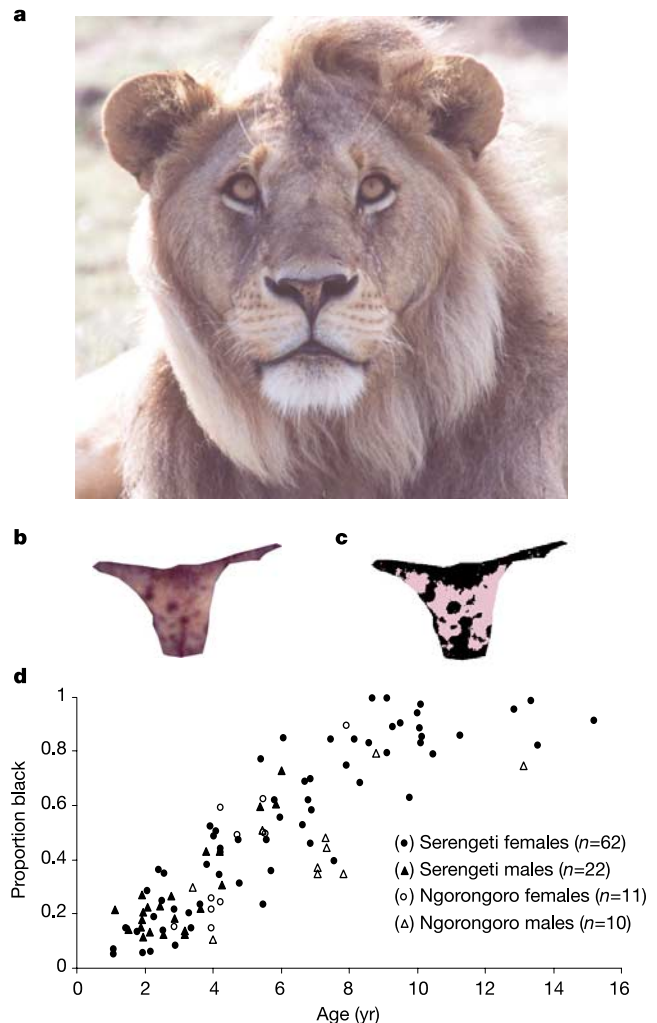 a
b
c
d
1
0.8
0.6
0.4
0.2
0
Proportion black
(●) Serengeti females (n=62)
(▲) Serengeti males (n=22)
(○) Ngorongoro females (n=11)
(△) Ngorongoro males (n=10)
0 2 4 6 8 10 12 14 16
Age (yr)